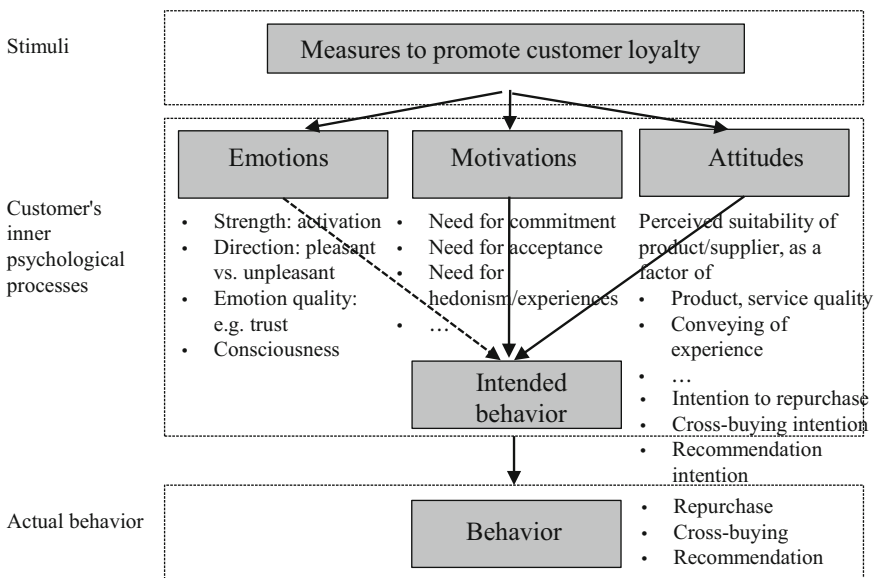 Stimuli
Measures to promote customer loyalty
Customer's
inner
psychological
processes
Emotions
• Strength: activation
• Direction: pleasant
vs. unpleasant
• Emotion quality:
e.g. trust
• Consciousness
Motivations
• Need for commitment
• Need for acceptance
• Need for
hedonism/experiences
• …
Attitudes
Perceived suitability of
product/supplier, as a
factor of
• Product, service quality
• Conveying of
experience
• …
Intended
behavior
• Intention to repurchase
• Cross-buying intention
• Recommendation
intention
Actual behavior
Behavior
• Repurchase
• Cross-buying
• Recommendation